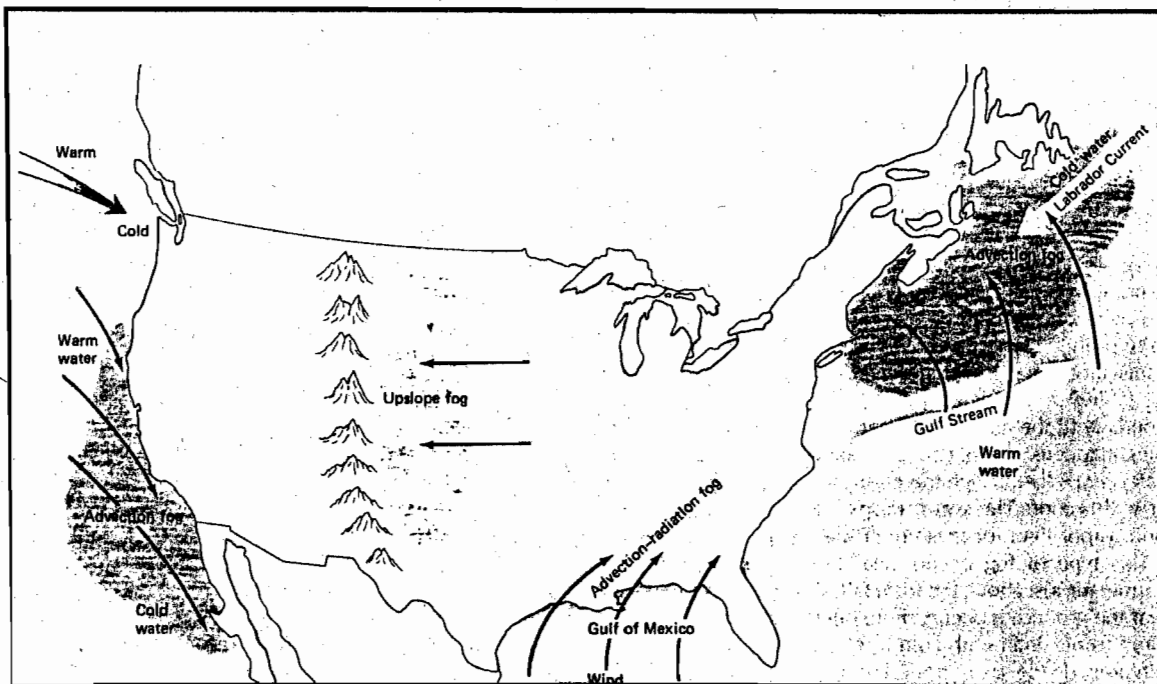 Warm
Cold
Warm
water
Advection fog
Cold
water
Upslope fog
Advection-radiation fog
Gulf of Mexico
Wind
Cold water
Labrador Current
Advection fog
Gulf Stream
Warm
water